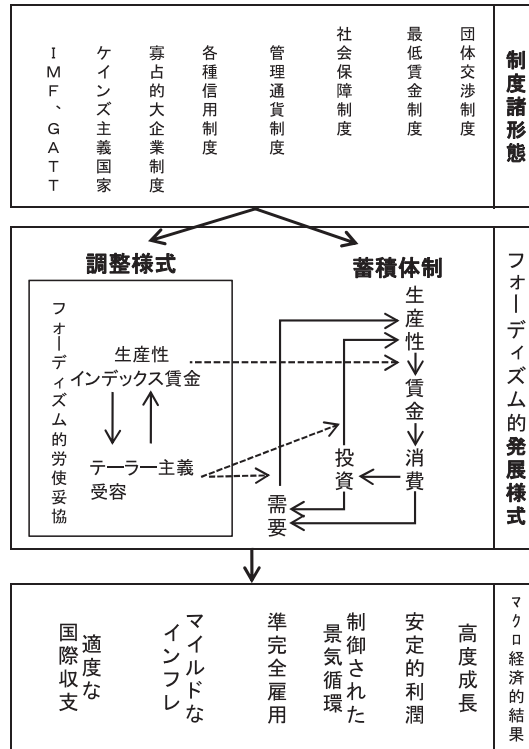 制度諸形態
団体交渉制度
最低賃金制度
社会保障制度
管理通貨制度
各種信用制度
寡占的大企業制度
ケインズ主義国家
ＩＭＦ、ＧＡＴＴ
フォーディズム的発展様式
蓄積体制
生産性
賃金
消費
投資
需要
調整様式
フォーディズム的労使妥協
生産性
インデックス賃金
テーラー主義
受容
マクロ経済的結果
高度成長
安定的利潤
制御された
景気循環
準完全雇用
マイルドな
インフレ
適度な
国際収支